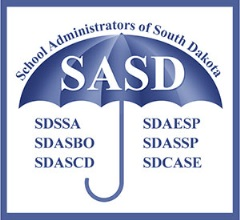 School Administrators of South Dakota
SASD
SDSSA SDAESP
SDASBO SDASSP
SDASCD SDCASE